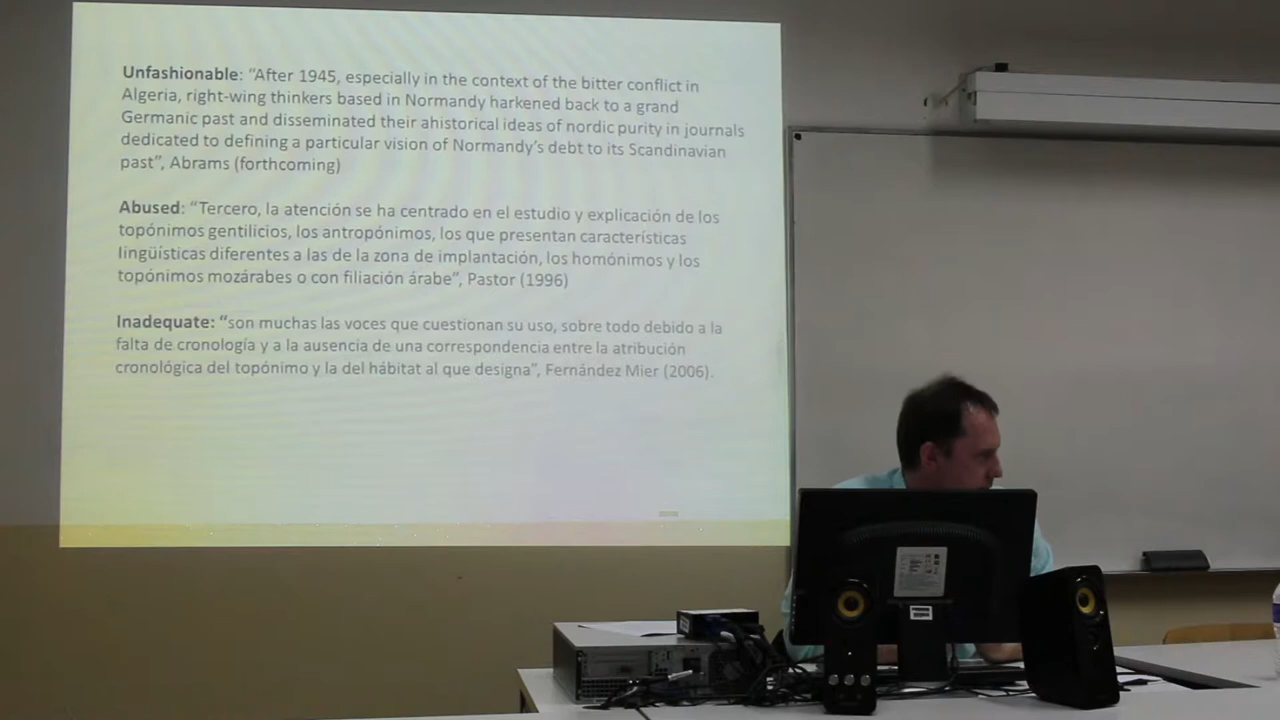 Unfashionable: “After 1945, especially in the context of the bitter conflict in
Algeria, right-wing thinkers based in Normandy harkened back to a grand
Germanic past and disseminated their ahistorical ideas of nordic purity in journals
dedicated to defining a particular vision of Normandy’s debt to its Scandinavian
past”, Abrams (forthcoming)
Abused: “Tercero, la atención se ha centrado en el estudio y explicación de los
topónimos gentilicios, los antropónimos, los que presentan características
lingüísticas diferentes a las de la zona de implantación, los homónimos y los
topónimos mozárabes o con filiación árabe”, Pastor (1996)
Inadequate: “son muchas las voces que cuestionan su uso, sobre todo debido a la
falta de cronología y a la ausencia de una correspondencia entre la atribución
cronológica del topónimo y la del hábitat al que designa”, Fernández Mier (2006).